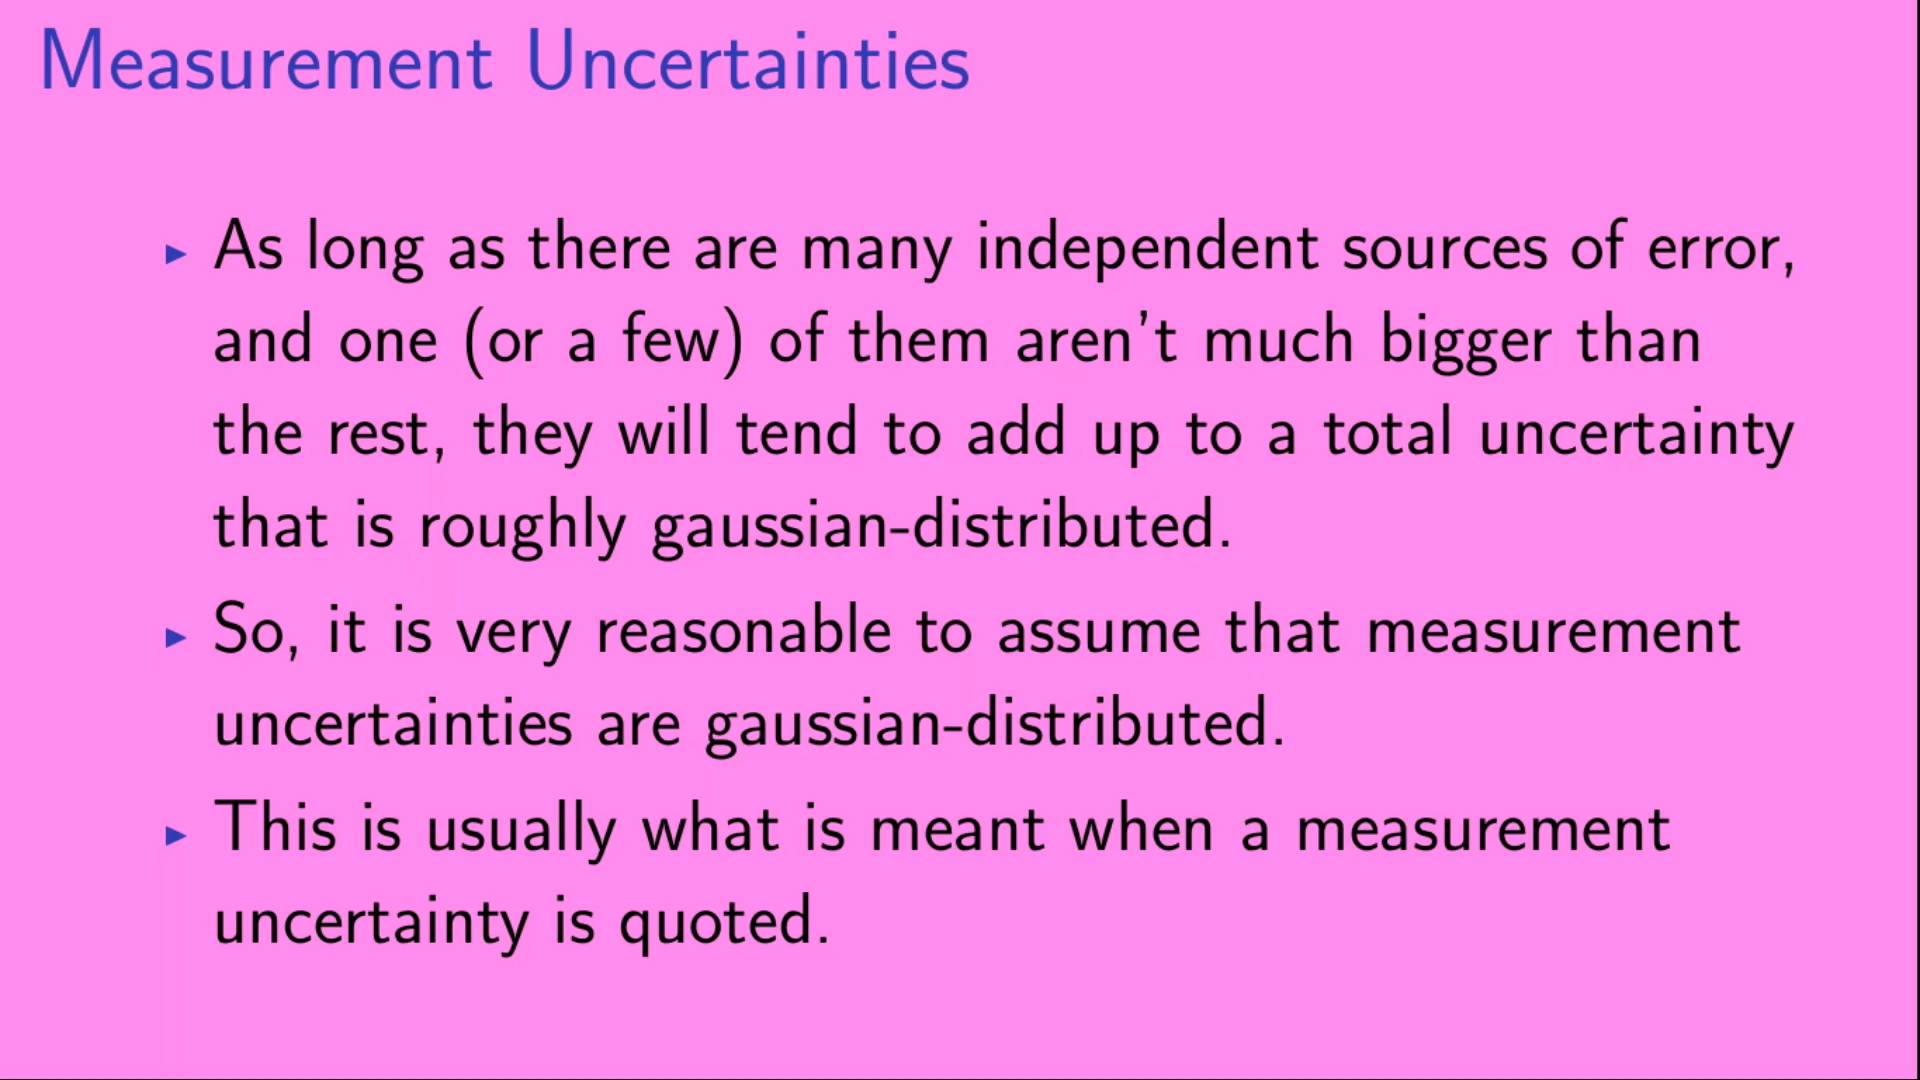 Measurement Uncertainties
▸ As long as there are many independent sources of error,
and one (or a few) of them aren't much bigger than
the rest, they will tend to add up to a total uncertainty
that is roughly gaussian-distributed.
▸ So, it is very reasonable to assume that measurement
uncertainties are gaussian-distributed.
▸ This is usually what is meant when a measurement
uncertainty is quoted.